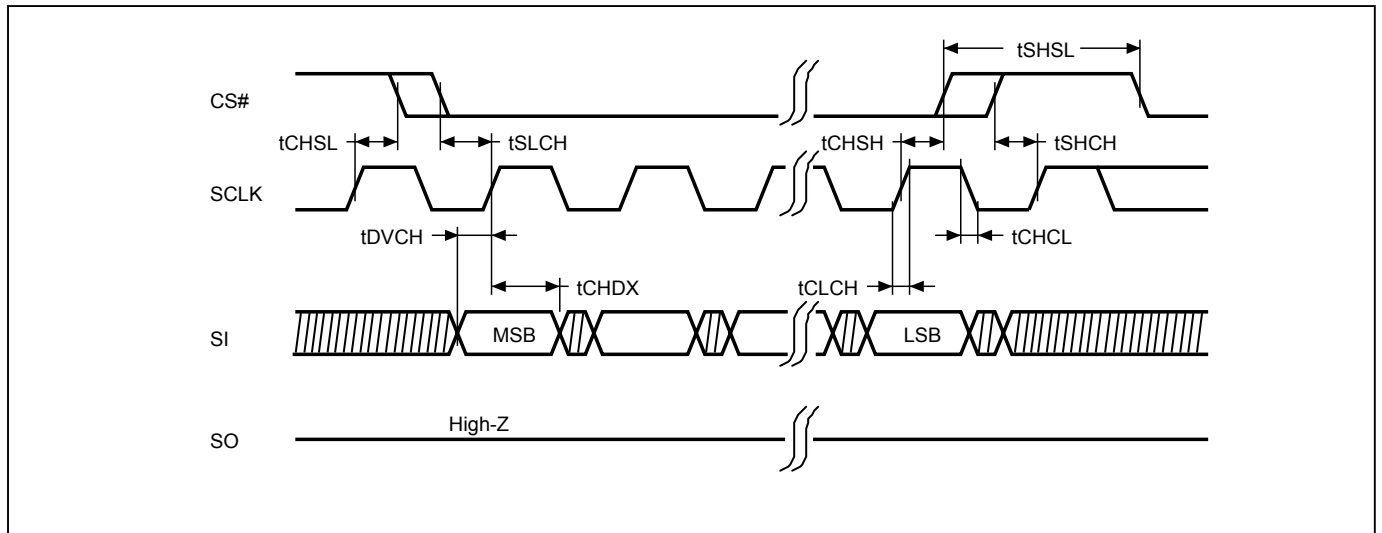 tSHSL
CS#
tCHSL
tSLCH
tCHSH
tSHCH
SCLK
tDVCH
tCHCL
tCHDX
tCLCH
SI
MSB
LSB
High-Z
SO